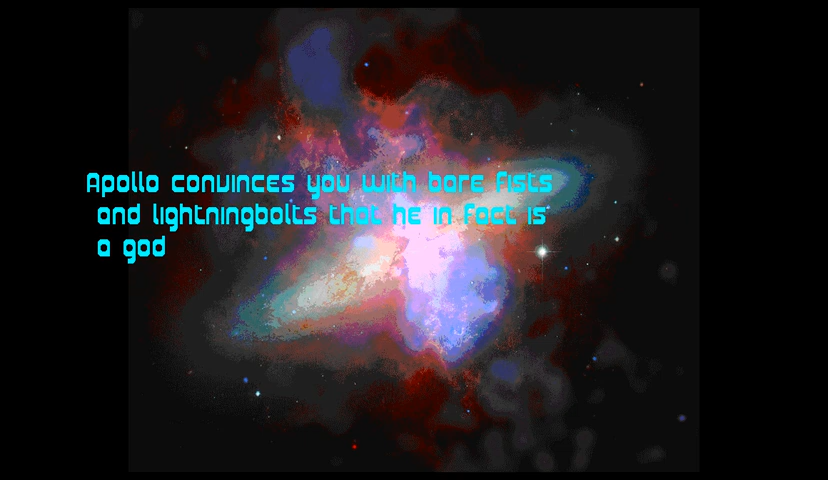 Apollo convinces you with bare fists
and lightningbolts that he in fact is
a god